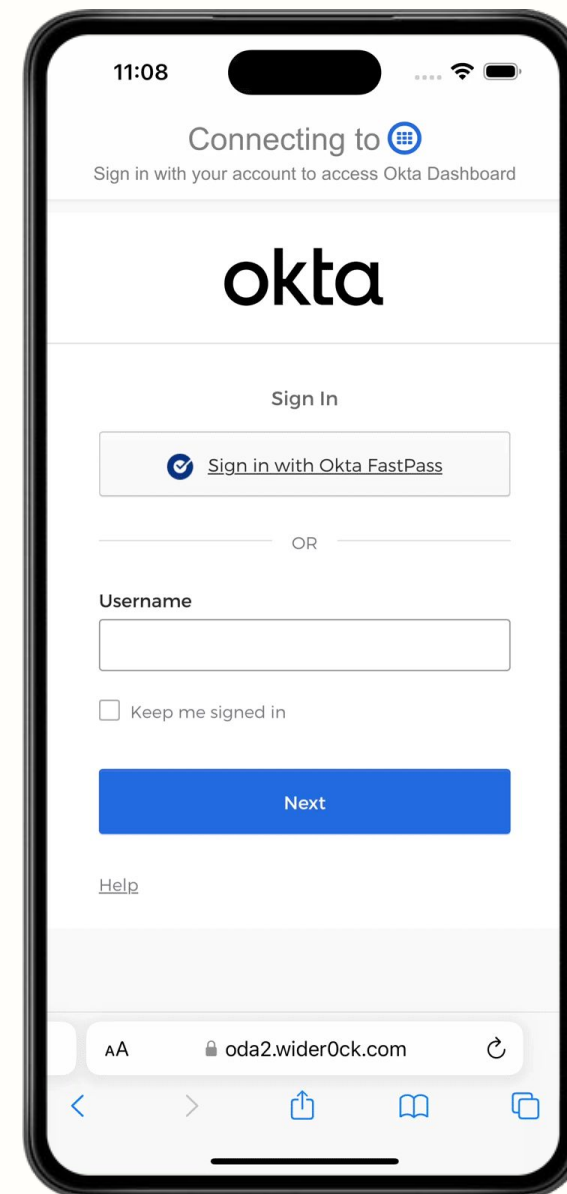 11:08
Connecting to
Sign in with your account to access Okta Dashboard
okta
Sign In
Sign in with Okta FastPass
OR
Username
Keep me signed in
Next
Help
AA oda2.wider0ck.com